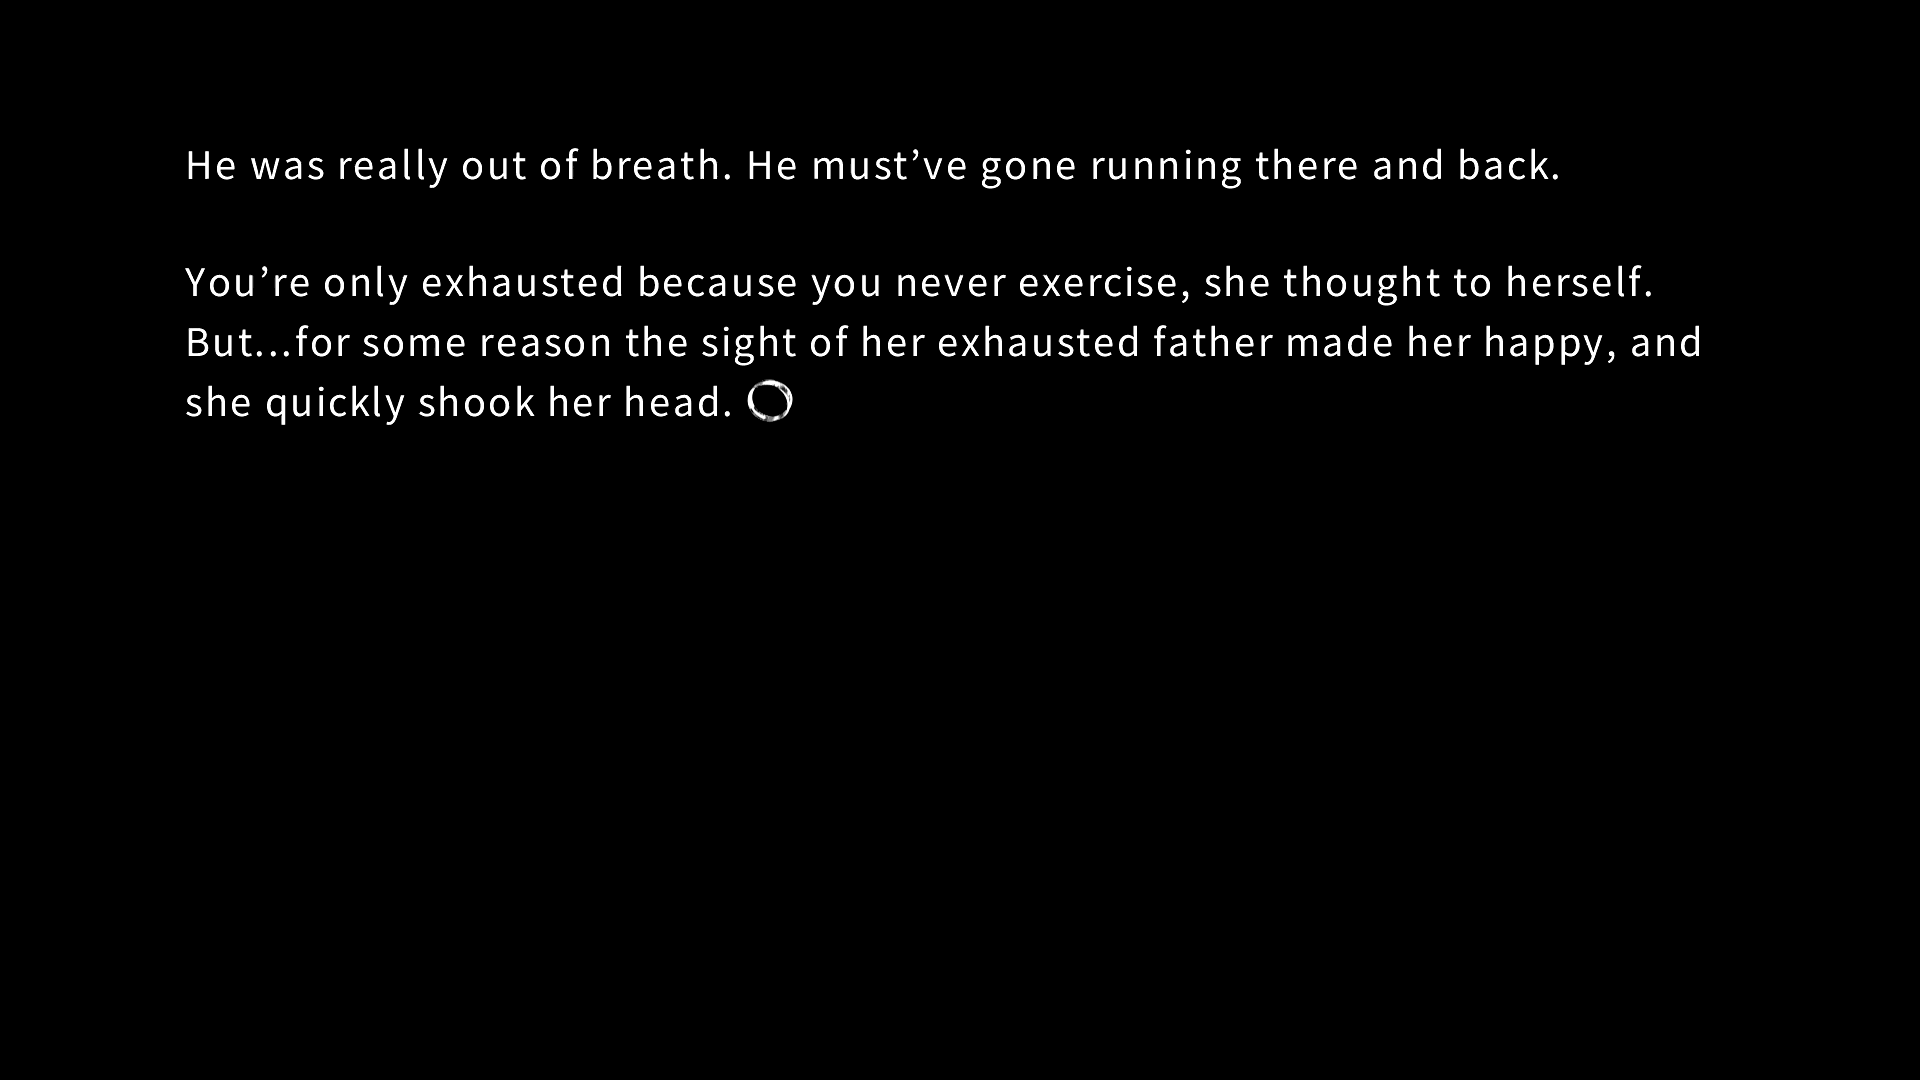 He was really out of breath. He must’ve gone running there and back.
You’re only exhausted because you never exercise, she thought to herself.
But...for some reason the sight of her exhausted father made her happy, and
she quickly shook her head.